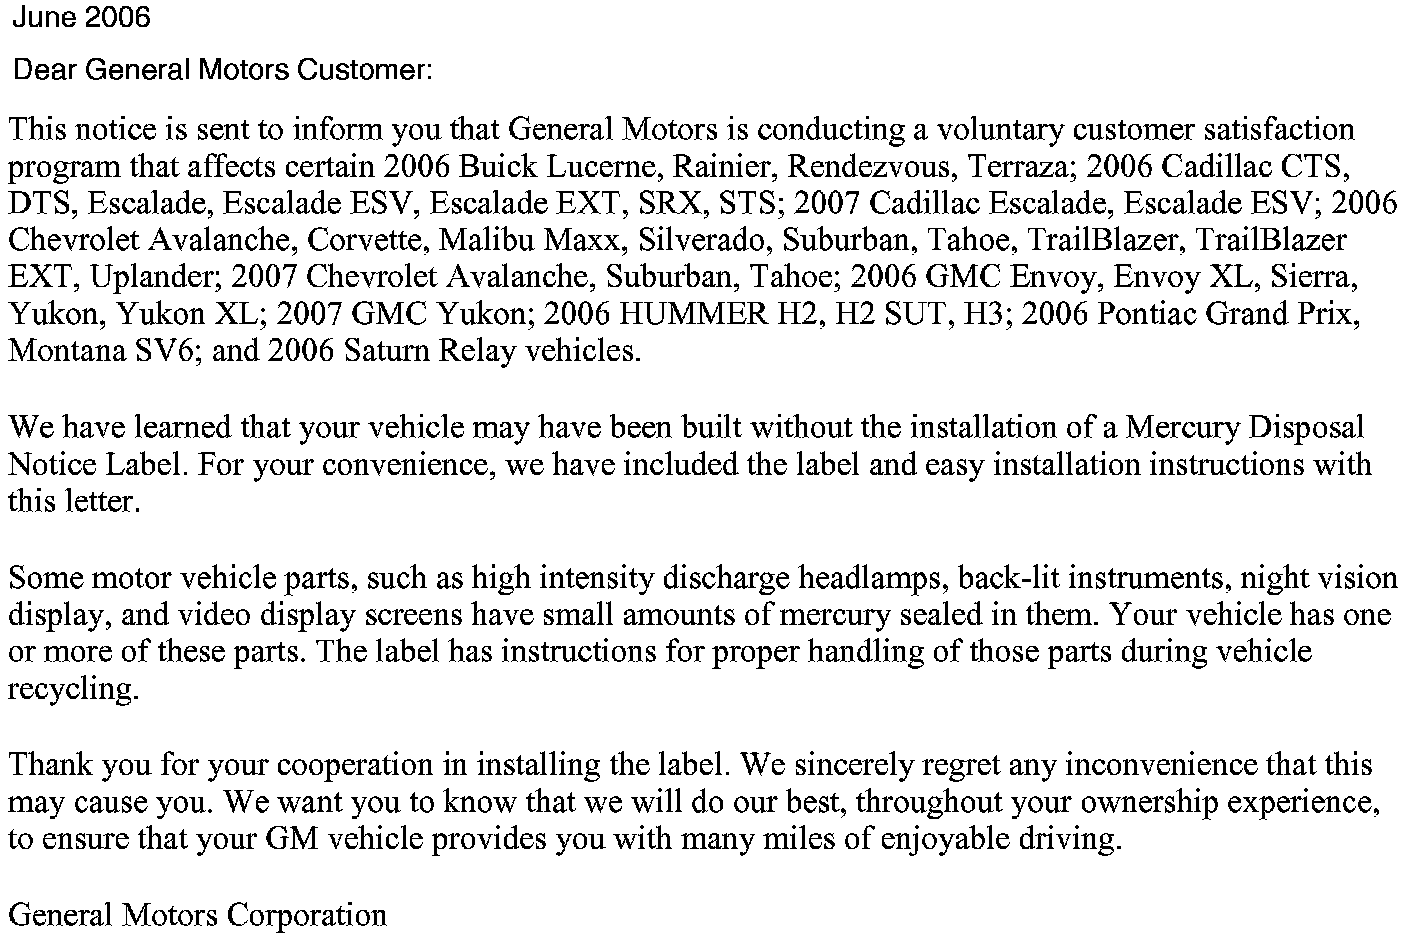 June 2006
Dear General Motors Customer:
This notice is sent to inform you that General Motors is conducting a voluntary customer satisfaction
program that affects certain 2006 Buick Lucerne, Rainier, Rendezvous, Terraza; 2006 Cadillac CTS,
DTS, Escalade, Escalade ESV, Escalade EXT, SRX, STS; 2007 Cadillac Escalade, Escalade ESV; 2006
Chevrolet Avalanche, Corvette, Malibu Maxx, Silverado, Suburban, Tahoe, TrailBlazer, TrailBlazer
EXT, Uplander; 2007 Chevrolet Avalanche, Suburban, Tahoe; 2006 GMC Envoy, Envoy XL, Sierra,
Yukon, Yukon XL; 2007 GMC Yukon; 2006 HUMMER H2, H2 SUT, H3; 2006 Pontiac Grand Prix,
Montana SV6; and 2006 Saturn Relay vehicles.
We have learned that your vehicle may have been built without the installation of a Mercury Disposal
Notice Label. For your convenience, we have included the label and easy installation instructions with
this letter.
Some motor vehicle parts, such as high intensity discharge headlamps, back-lit instruments, night vision
display, and video display screens have small amounts of mercury sealed in them. Your vehicle has one
or more of these parts. The label has instructions for proper handling of those parts during vehicle
recycling.
Thank you for your cooperation in installing the label. We sincerely regret any inconvenience that this
may cause you. We want you to know that we will do our best, throughout your ownership experience,
to ensure that your GM vehicle provides you with many miles of enjoyable driving.
General Motors Corporation